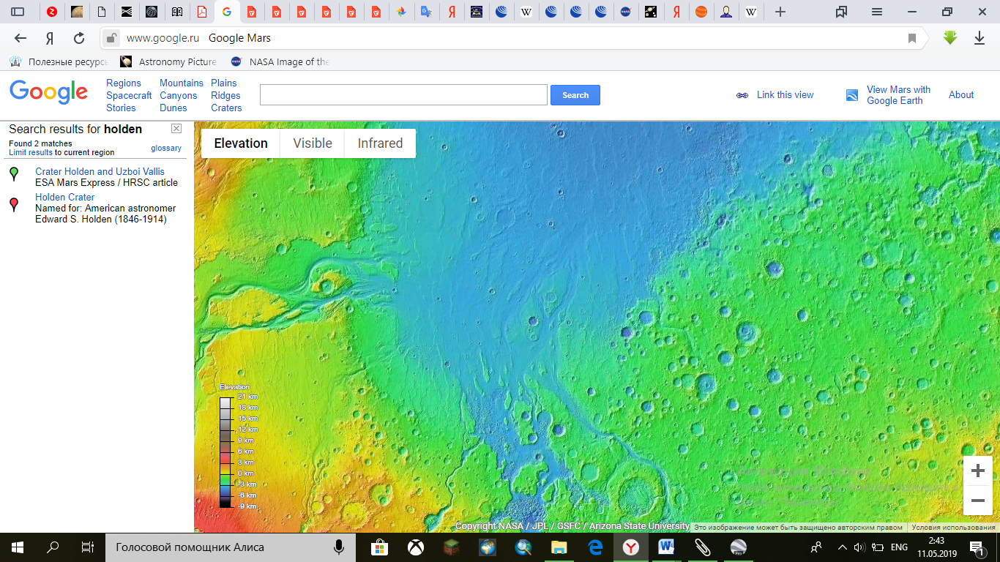 www.google.ru Google Mars
Полезные ресурс
Astronomy Picture
NASA Image of the
Google
Regions Mountains Plains
Spacecraft Canyons Ridges
Stories Dunes Craters
Search
Link this view
View Mars with
Google Earth
About
Search results for holden
Found 2 matches
Limit results to current region
glossary
Crater Holden and Uzboi Vallis
ESA Mars Express / HRSC article
Holden Crater
Named for: American astronomer
Edward S. Holden (1846-1914)
Elevation Visible Infrared
Elevation
21 km
18 km
15 km
12 km
9 km
6 km
3 km
0 km
-3 km
-6 km
-9 km
Copyright NASA / JPL / GSFC / Arizona State University
Это изображение может быть защищено авторским правом
Условия использования
Голосовой помощник Алиса
ENG
2:43
11.05.2019